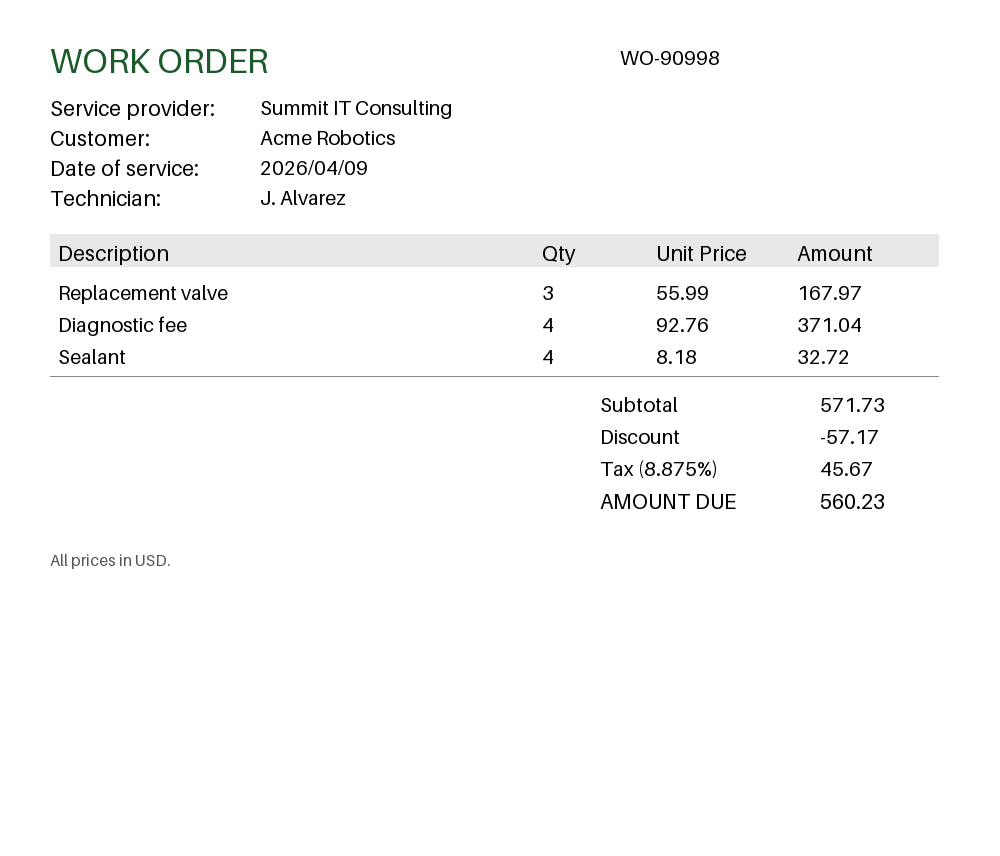 WORK ORDER WO-90998
Service provider: Summit IT Consulting
Customer: Acme Robotics
Date of service: 2026/04/09
Technician: J. Alvarez
Description Qty Unit Price Amount
Replacement valve 3 55.99 167.97
Diagnostic fee 4 92.76 371.04
Sealant 4 8.18 32.72
Subtotal 571.73
Discount -57.17
Tax (8.875%) 45.67
AMOUNT DUE 560.23
All prices in USD.